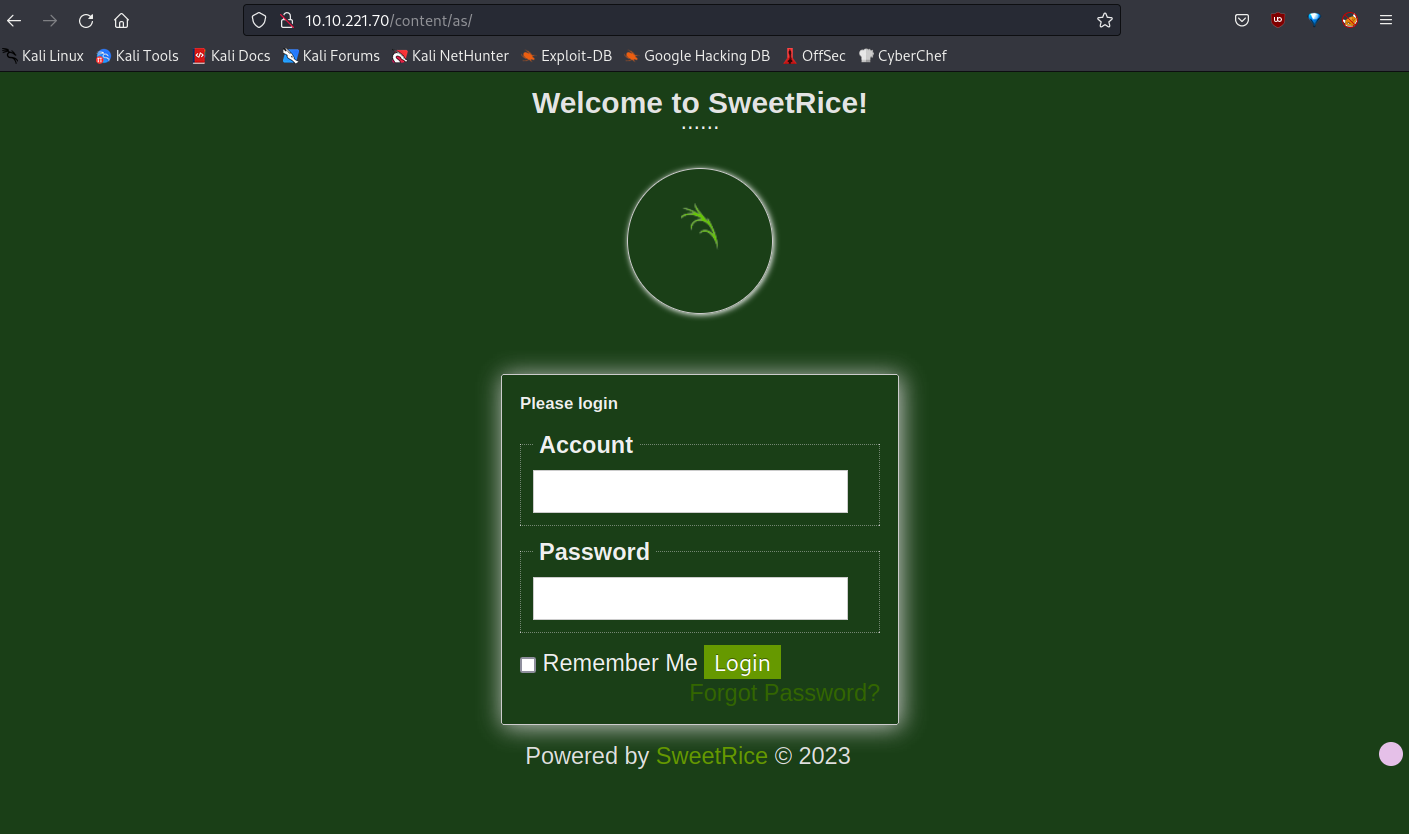 10.10.221.70/content/as/
Kali Linux Kali Tools Kali Docs Kali Forums Kali NetHunter Exploit-DB Google Hacking DB OffSec CyberChef
Welcome to SweetRice!
......
Please login
Account
Password
Remember Me Login
Forgot Password?
Powered by SweetRice © 2023